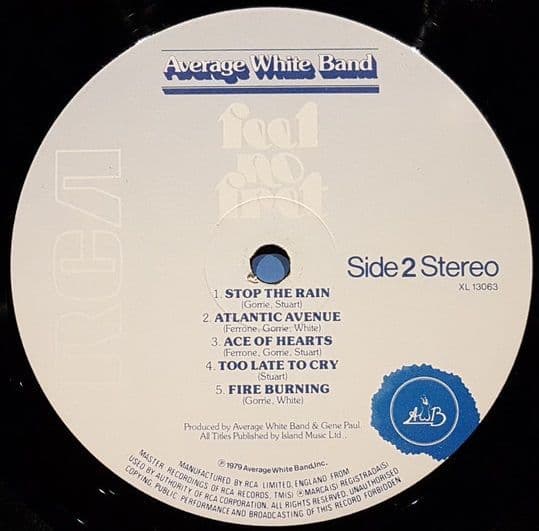 Average White Band
feel
no
fret
RCA
Side 2 Stereo
XL 13063
1. STOP THE RAIN
(Gorrie, Stuart)
2. ATLANTIC AVENUE
(Ferrone, Gorrie, White)
3. ACE OF HEARTS
(Ferrone, Gorrie, Stuart)
4. TOO LATE TO CRY
(Stuart)
5. FIRE BURNING
(Gorrie, White)
AWB
Produced by Average White Band & Gene Paul.
All Titles Published by Island Music Ltd..
℗ 1979 Average White Band, Inc.
MANUFACTURED BY RCA LIMITED, ENGLAND FROM
MASTER RECORDINGS OF RCA RECORDS, TM(S) ® MARCA(S) REGISTRADA(S)
USED BY AUTHORITY OF RCA CORPORATION. ALL RIGHTS RESERVED. UNAUTHORISED
COPYING, PUBLIC PERFORMANCE AND BROADCASTING OF THIS RECORD FORBIDDEN